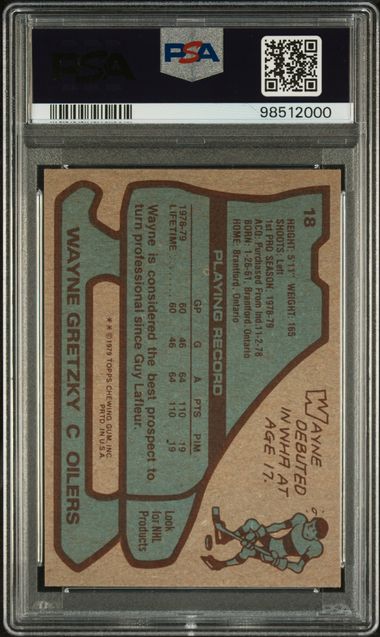 PSA
PSA
98512000
18
HEIGHT: 5'11" WEIGHT: 165
SHOOTS: Left
1st PRO SEASON: 1978-79
ACQ: Purchased From Ind. 11-2-78
BORN: 1-26-61, Brantford Ontario
HOME: Brantford, Ontario
WAYNE
DEBUTED
IN WHA AT
AGE 17.
PLAYING RECORD
GP G A PTS PIM
1978-79 60 46 64 110 19
LIFETIME 60 46 64 110 19
Wayne is considered the best prospect to
turn professional since Guy Lafleur.
Look
for NHL
Products
**©1979 TOPPS CHEWING GUM, INC.
PRTD. IN U.S.A.
WAYNE GRETZKY C OILERS